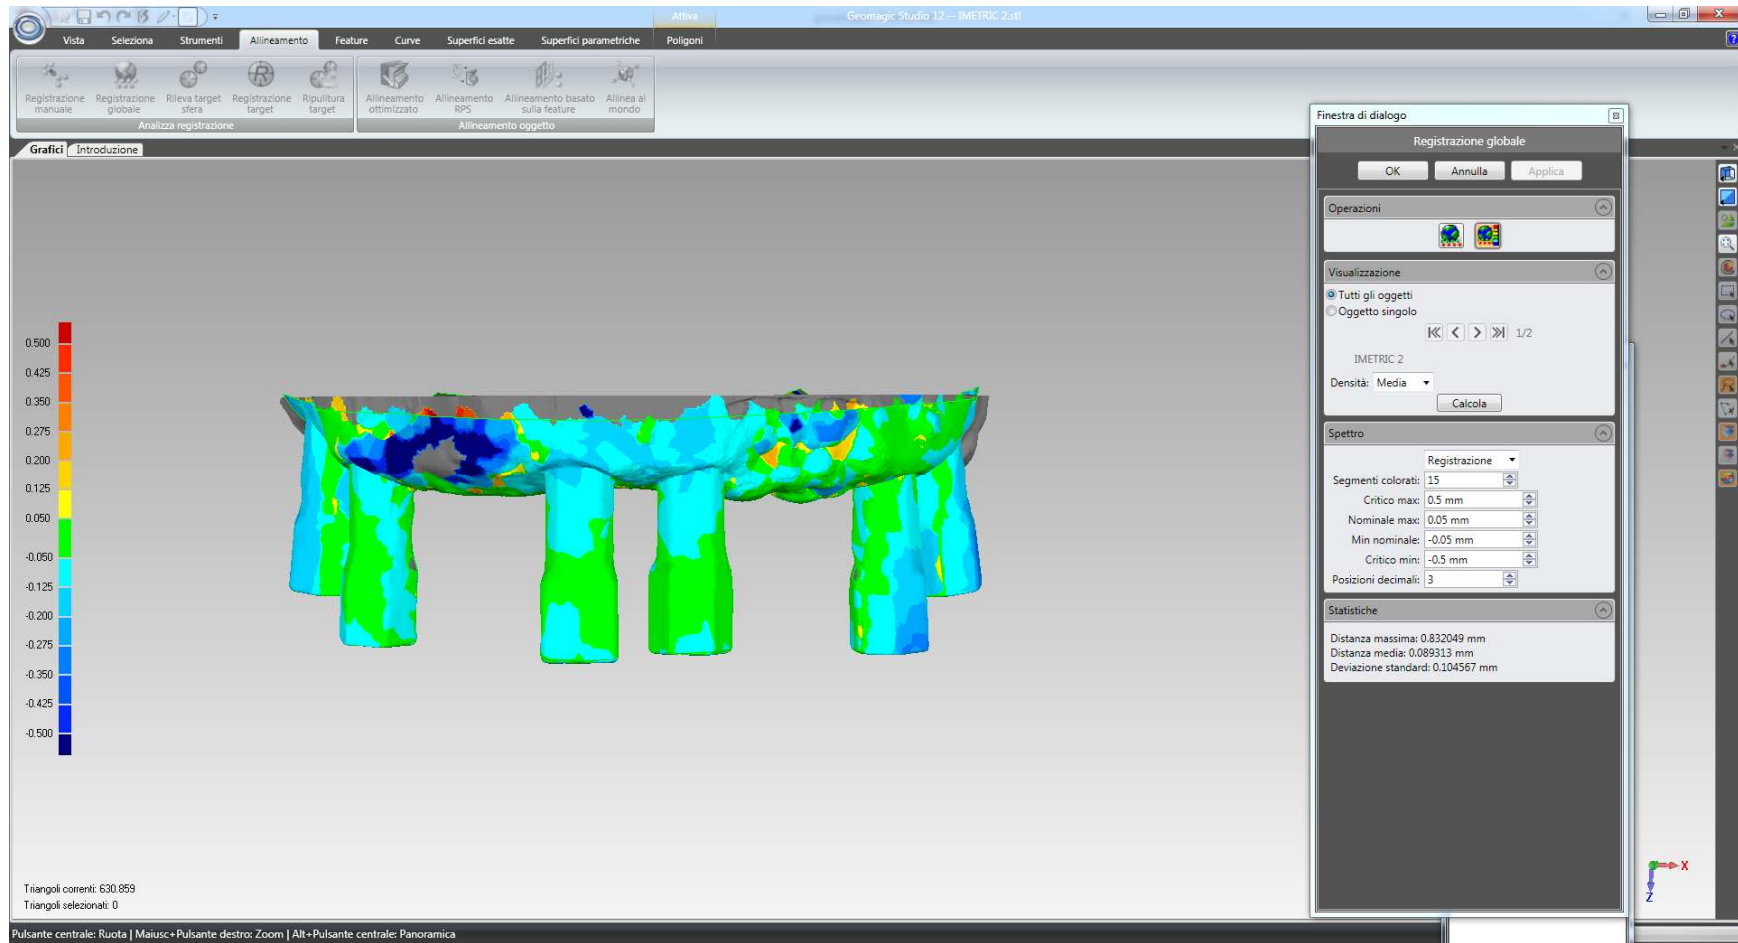 Attiva
Geomagic Studio 12 -- IMETRIC 2.stl
Vista Seleziona Strumenti Allineamento Feature Curve Superfici esatte Superfici parametriche Poligoni
Registrazione manuale
Registrazione globale
Rileva target sfera
Registrazione target
Ripulitura target
Allineamento ottimizzato
Allineamento RPS
Allineamento basato sulla feature
Allinea al mondo
Analizza registrazione
Allineamento oggetto
Grafici Introduzione
0.500
0.425
0.350
0.275
0.200
0.125
0.050
-0.050
-0.125
-0.200
-0.275
-0.350
-0.425
-0.500
Triangoli correnti: 630.859
Triangoli selezionati: 0
Finestra di dialogo
Registrazione globale
OK Annulla Applica
Operazioni
Visualizzazione
Tutti gli oggetti
Oggetto singolo
1/2
IMETRIC 2
Densità: Media
Calcola
Spettro
Registrazione
Segmenti colorati: 15
Critico max: 0.5 mm
Nominale max: 0.05 mm
Min nominale: -0.05 mm
Critico min: -0.5 mm
Posizioni decimali: 3
Statistiche
Distanza massima: 0.832049 mm
Distanza media: 0.089313 mm
Deviazione standard: 0.104567 mm
X
Z
Pulsante centrale: Ruota | Maiusc+Pulsante destro: Zoom | Alt+Pulsante centrale: Panoramica